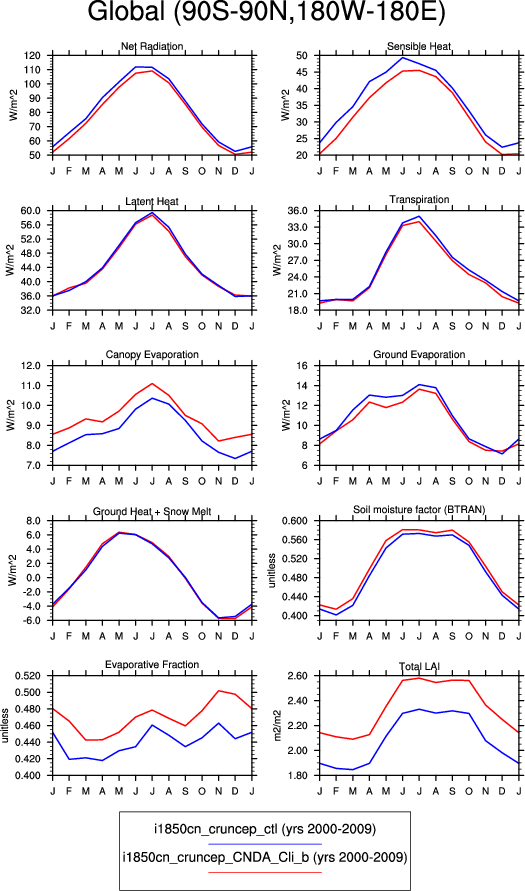 Global (90S-90N,180W-180E)
Net Radiation
W/m^2
120
110
100
90
80
70
60
50
J F M A M J J A S O N D J
Sensible Heat
W/m^2
50
45
40
35
30
25
20
J F M A M J J A S O N D J
Latent Heat
W/m^2
60.0
56.0
52.0
48.0
44.0
40.0
36.0
32.0
J F M A M J J A S O N D J
Transpiration
W/m^2
36.0
33.0
30.0
27.0
24.0
21.0
18.0
J F M A M J J A S O N D J
Canopy Evaporation
W/m^2
12.0
11.0
10.0
9.0
8.0
7.0
J F M A M J J A S O N D J
Ground Evaporation
W/m^2
16
14
12
10
8
6
J F M A M J J A S O N D J
Ground Heat + Snow Melt
W/m^2
8.0
6.0
4.0
2.0
0.0
-2.0
-4.0
-6.0
J F M A M J J A S O N D J
Soil moisture factor (BTRAN)
unitless
0.600
0.560
0.520
0.480
0.440
0.400
J F M A M J J A S O N D J
Evaporative Fraction
unitless
0.520
0.500
0.480
0.460
0.440
0.420
0.400
J F M A M J J A S O N D J
Total LAI
m2/m2
2.60
2.40
2.20
2.00
1.80
J F M A M J J A S O N D J
i1850cn_cruncep_ctl (yrs 2000-2009)
i1850cn_cruncep_CNDA_Cli_b (yrs 2000-2009)